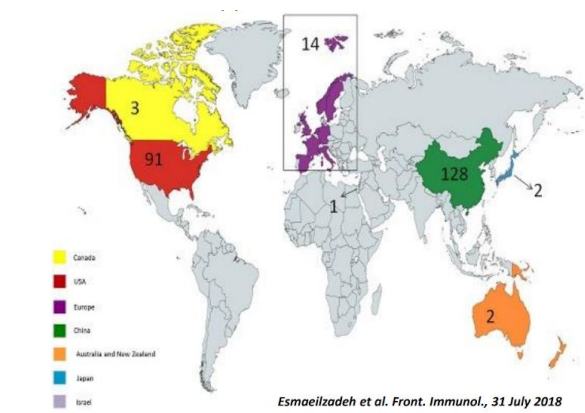 14
3
91
128
2
1
2
Canada
USA
Europe
China
Australia and New Zealand
Japan
Israel
Esmaeilzadeh et al. Front. Immunol., 31 July 2018